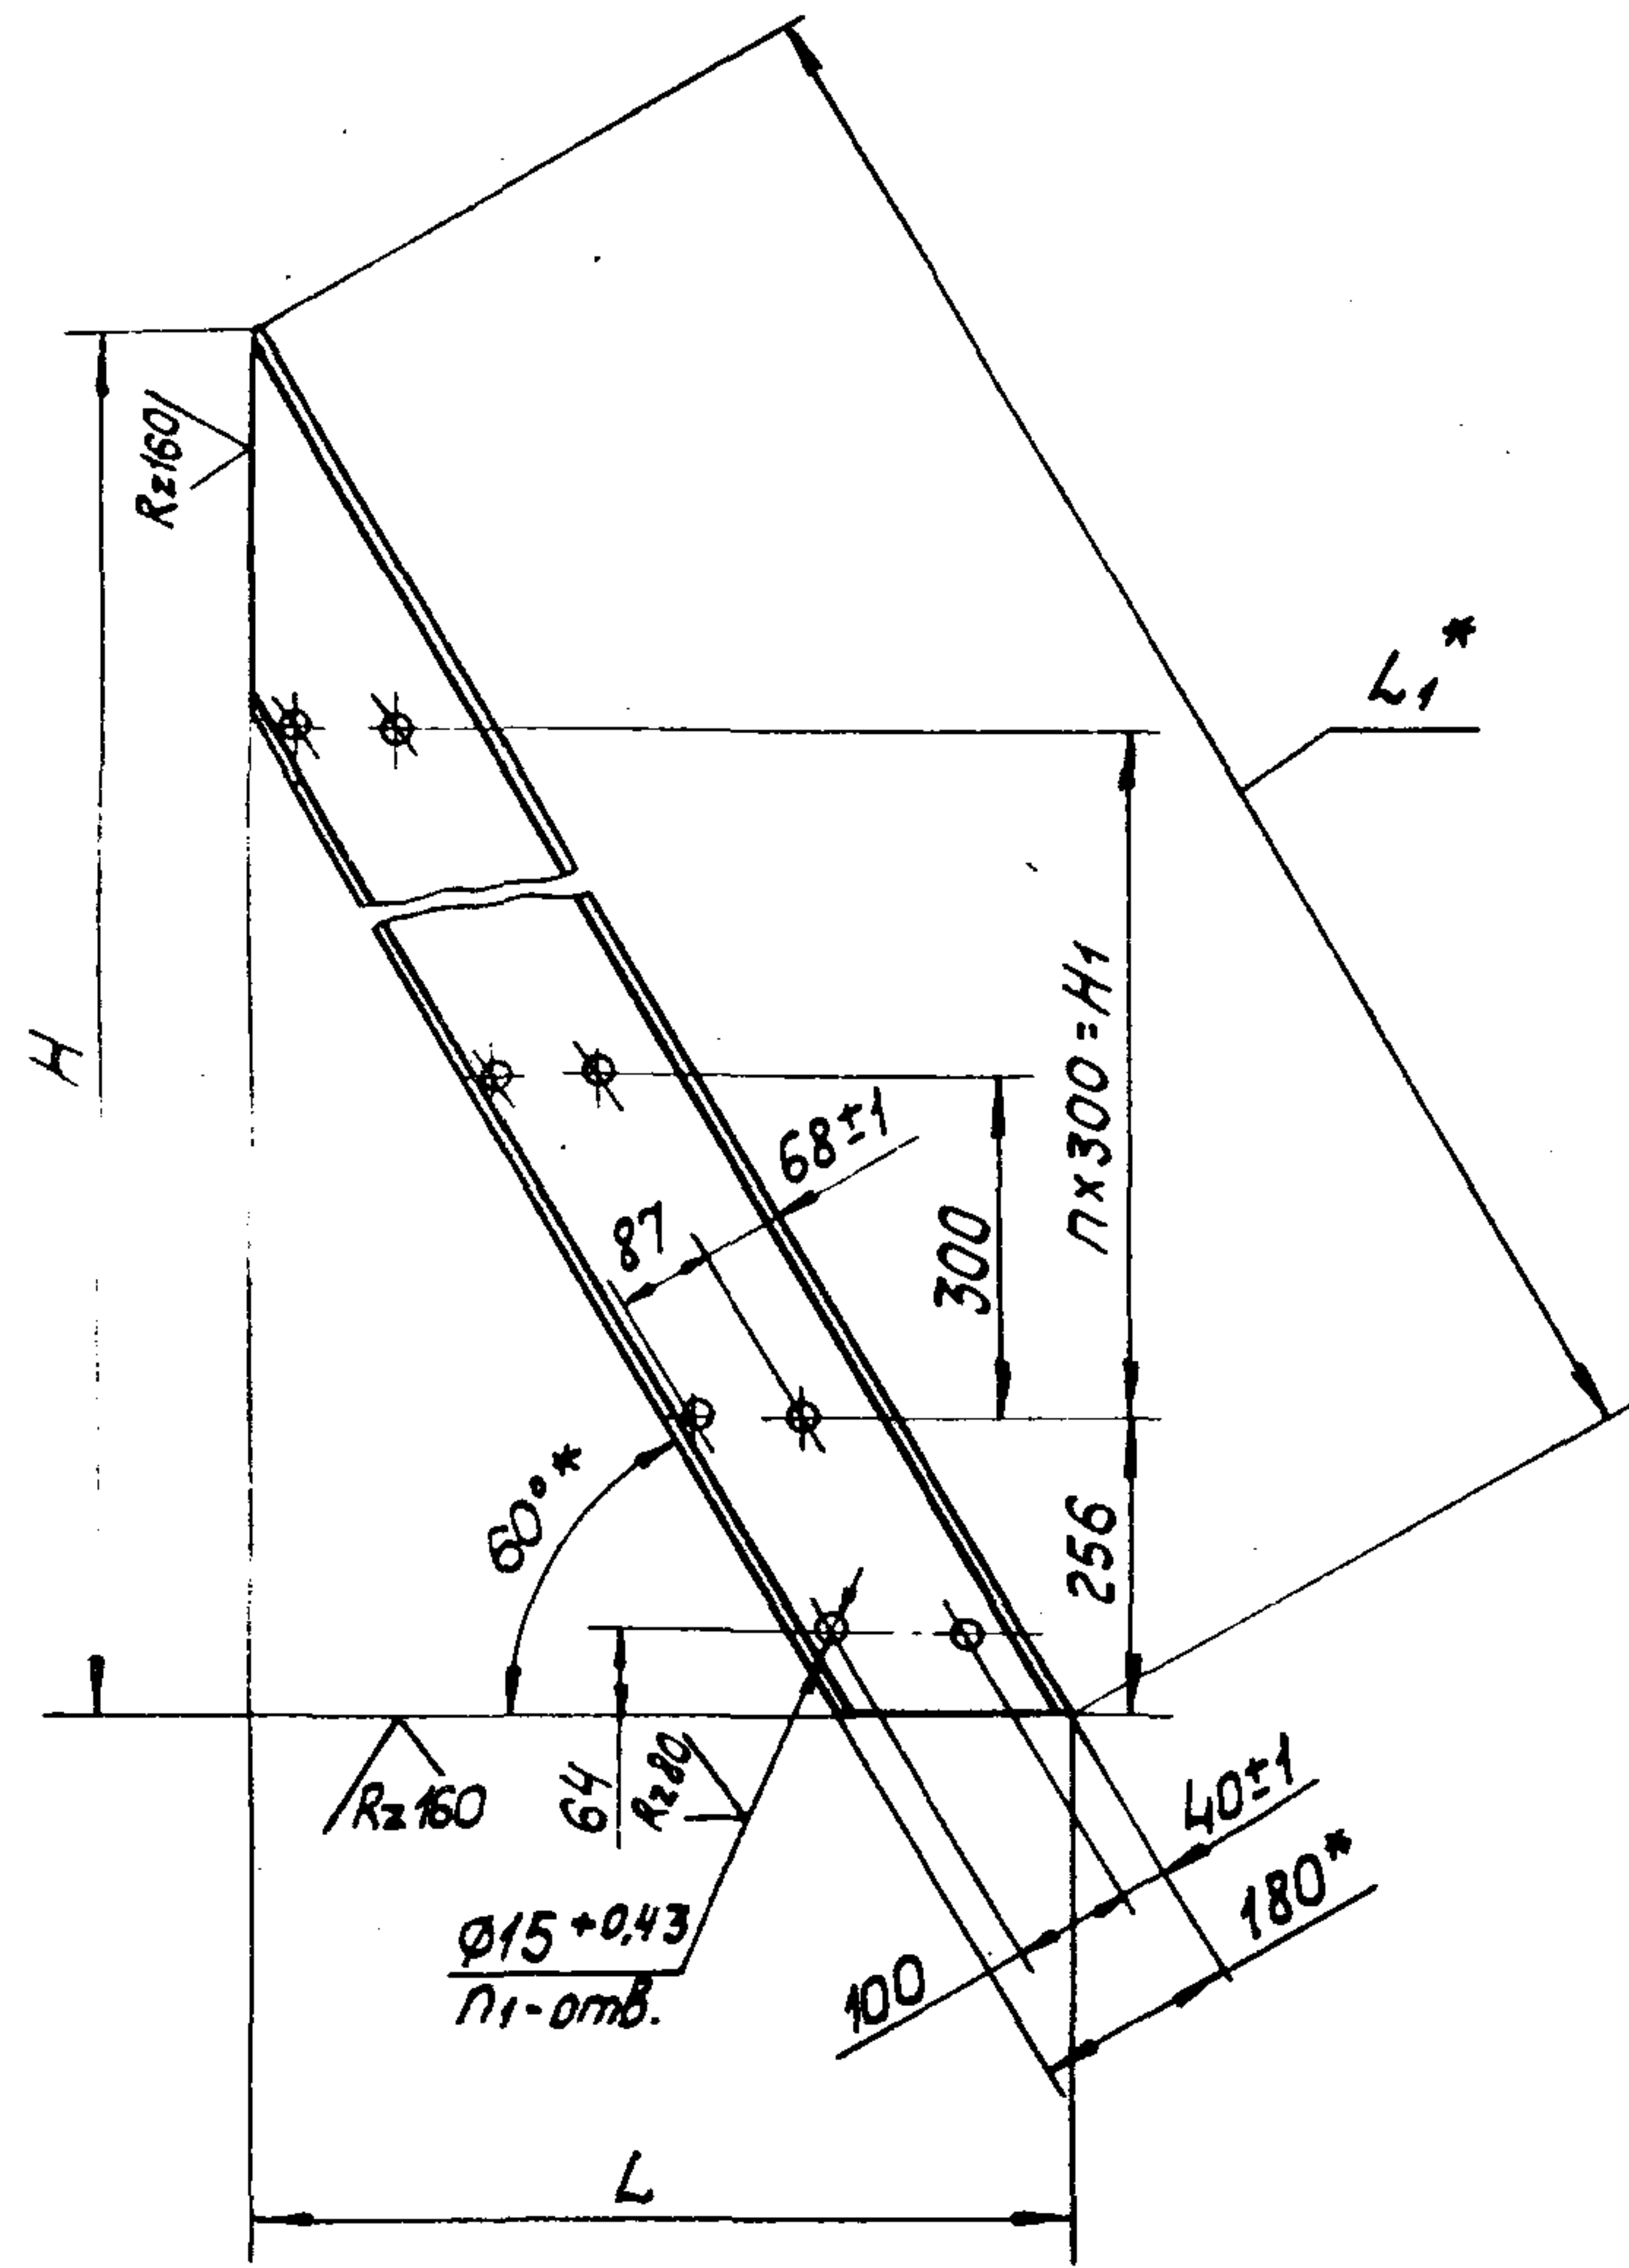 Rz160
L₁*
H
68±1
87
n×300=H1
300
60°*
256
Rz160
64
Rz80
40±1
180*
Ø15+0,43
n₁-отв.
100
L